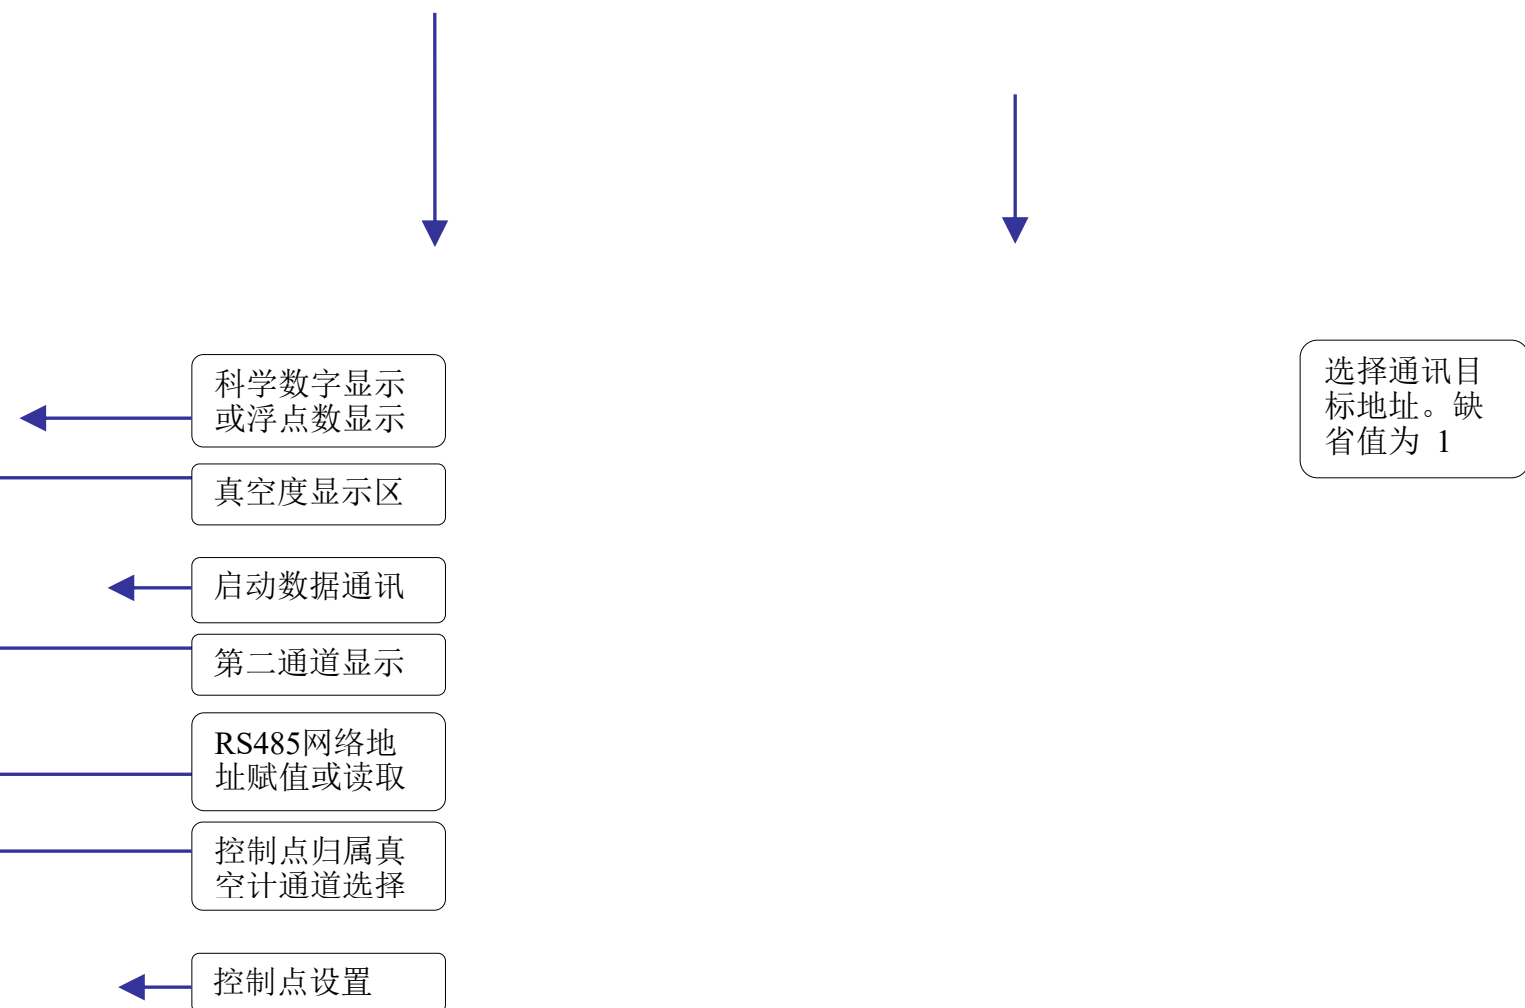 科学数字显示
或浮点数显示
真空度显示区
启动数据通讯
第二通道显示
RS485网络地
址赋值或读取
控制点归属真
空计通道选择
控制点设置
选择通讯目
标地址。缺
省值为 1